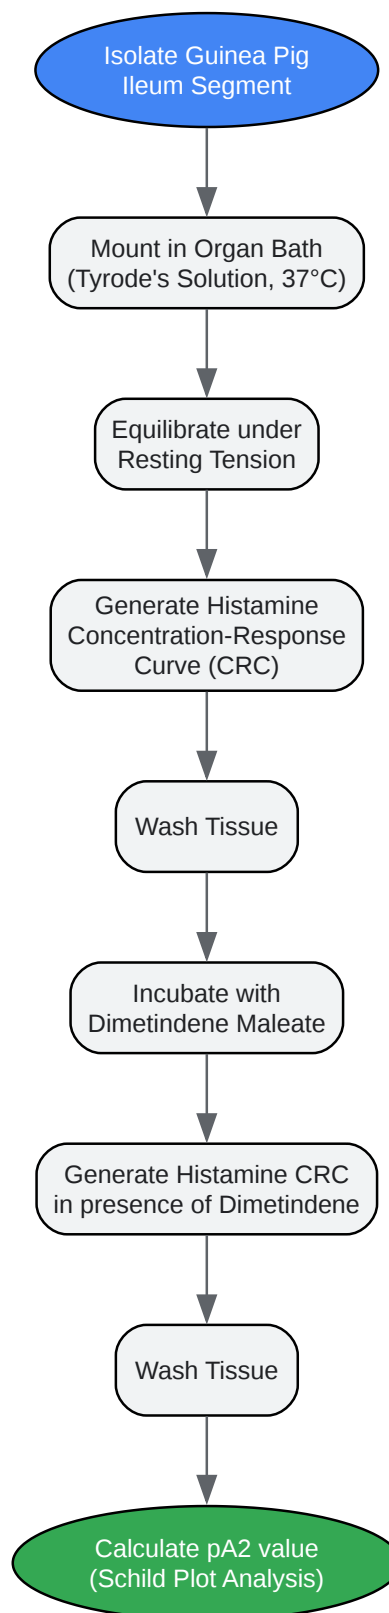 Isolate Guinea Pig
Ileum Segment
Mount in Organ Bath
(Tyrode's Solution, 37°C)
Equilibrate under
Resting Tension
Generate Histamine
Concentration-Response
Curve (CRC)
Wash Tissue
Incubate with
Dimetindene Maleate
Generate Histamine CRC
in presence of Dimetindene
Wash Tissue
Calculate pA2 value
(Schild Plot Analysis)